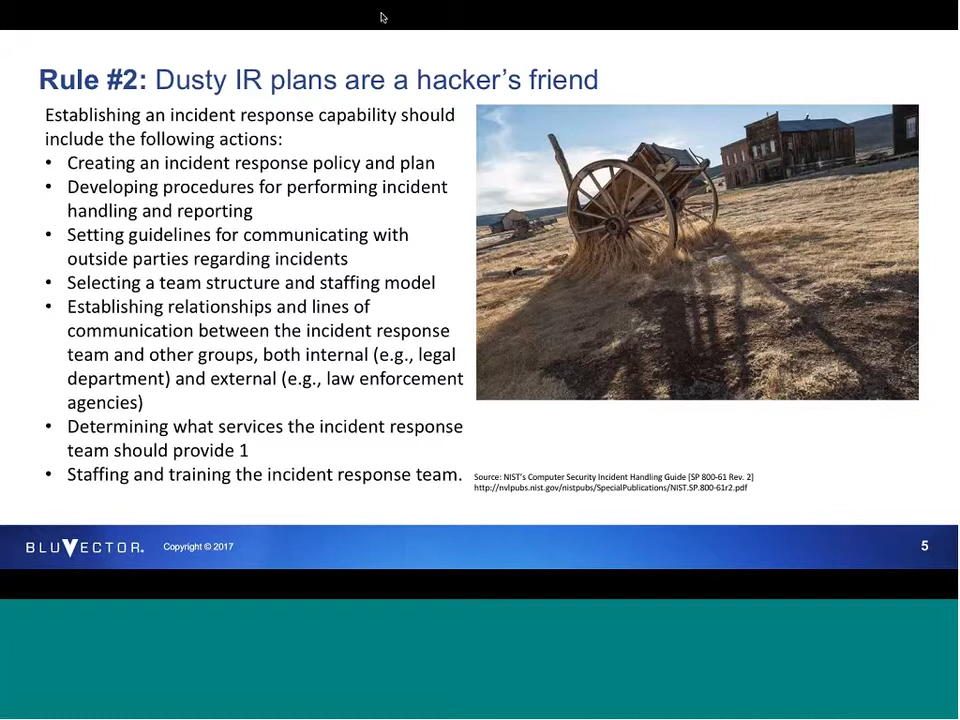 Rule #2: Dusty IR plans are a hacker's friend
Establishing an incident response capability should
include the following actions:
• Creating an incident response policy and plan
• Developing procedures for performing incident
handling and reporting
• Setting guidelines for communicating with
outside parties regarding incidents
• Selecting a team structure and staffing model
• Establishing relationships and lines of
communication between the incident response
team and other groups, both internal (e.g., legal
department) and external (e.g., law enforcement
agencies)
• Determining what services the incident response
team should provide 1
• Staffing and training the incident response team.
Source: NIST's Computer Security Incident Handling Guide [SP 800-61 Rev. 2]
http://nvlpubs.nist.gov/nistpubs/SpecialPublications/NIST.SP.800-61r2.pdf
BLUVECTOR. Copyright © 2017
5